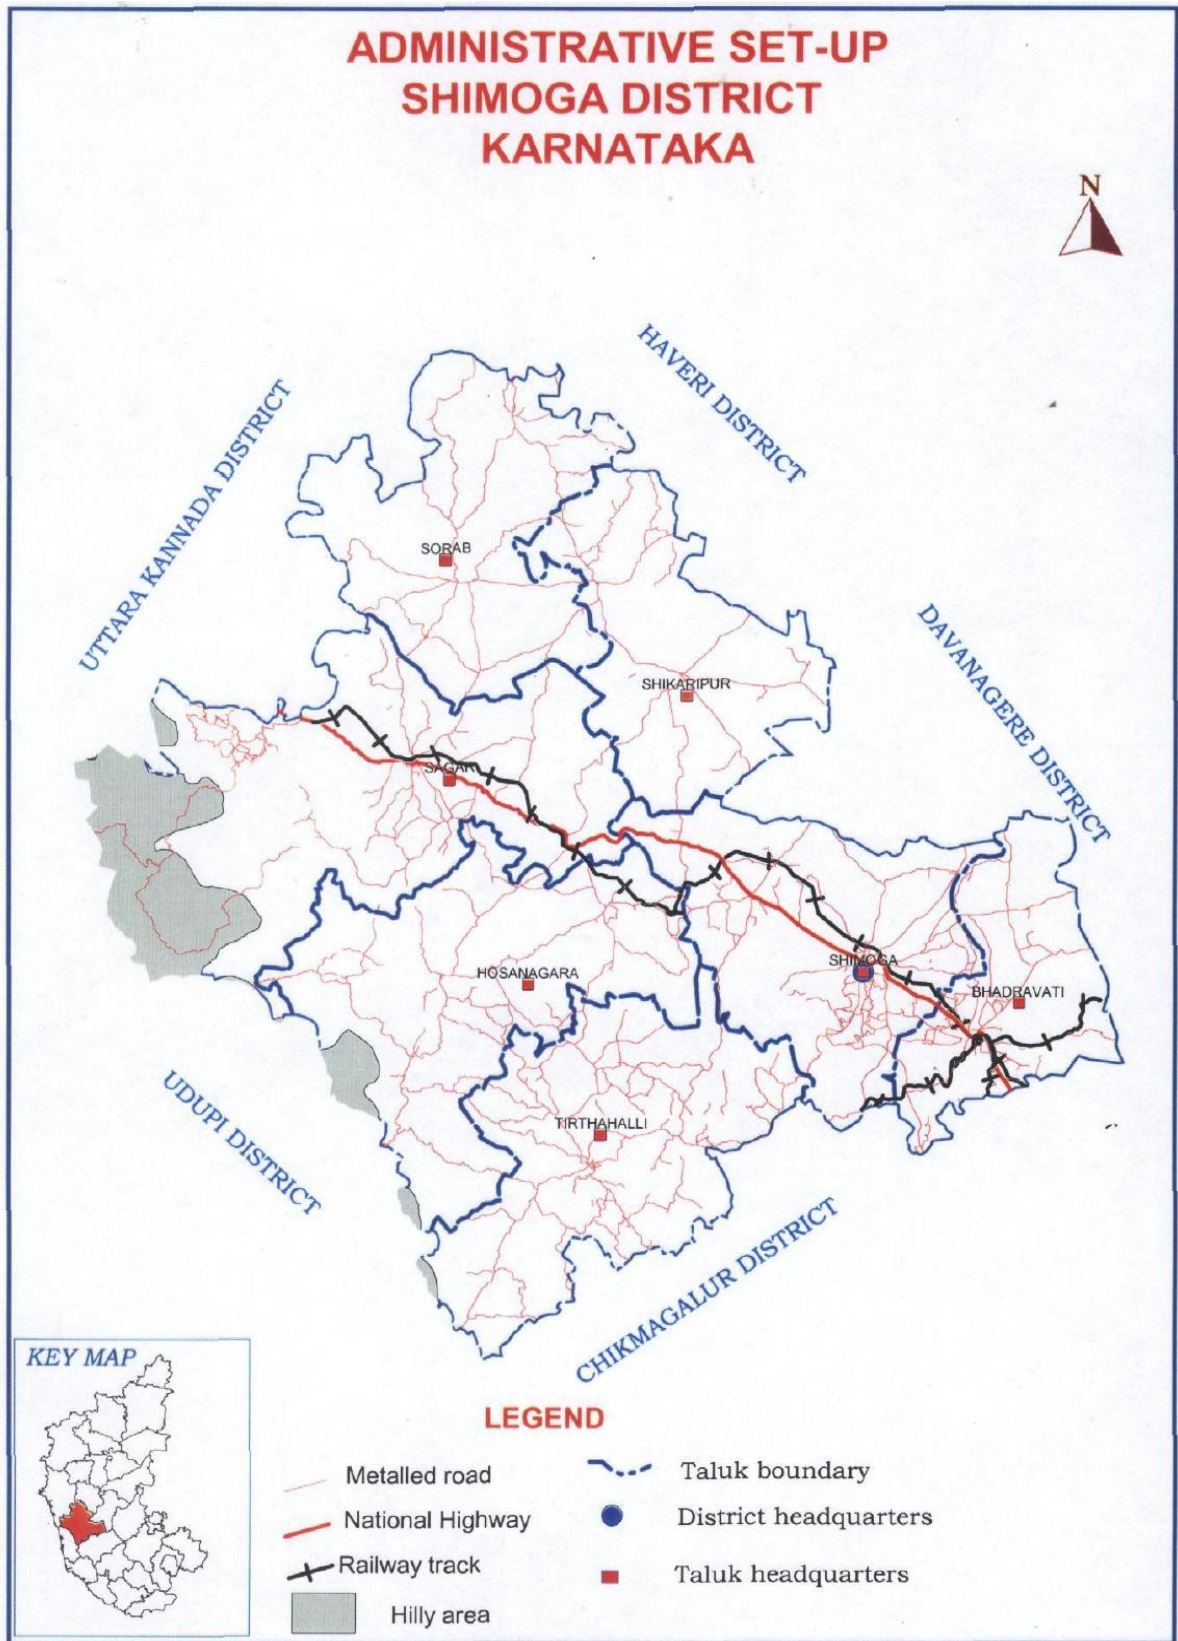 ADMINISTRATIVE SET-UP
SHIMOGA DISTRICT
KARNATAKA
N
HAVERI DISTRICT
UTTARA KANNADA DISTRICT
SORAB
DAVANAGERE DISTRICT
SHIKARIPUR
SAGAR
SHIMOGA
HOSANAGARA
BHADRAVATI
UDUPI DISTRICT
TIRTHAHALLI
CHIKMAGALUR DISTRICT
KEY MAP
LEGEND
Metalled road
National Highway
Railway track
Hilly area
Taluk boundary
District headquarters
Taluk headquarters